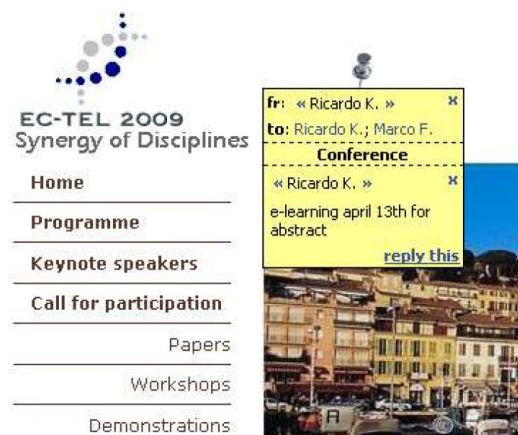 EC-TEL 2009
Synergy of Disciplines
Home
Programme
Keynote speakers
Call for participation
Papers
Workshops
Demonstrations
fr: « Ricardo K. » ×
to: Ricardo K.; Marco F.
Conference
« Ricardo K. » ×
e-learning april 13th for
abstract
reply this